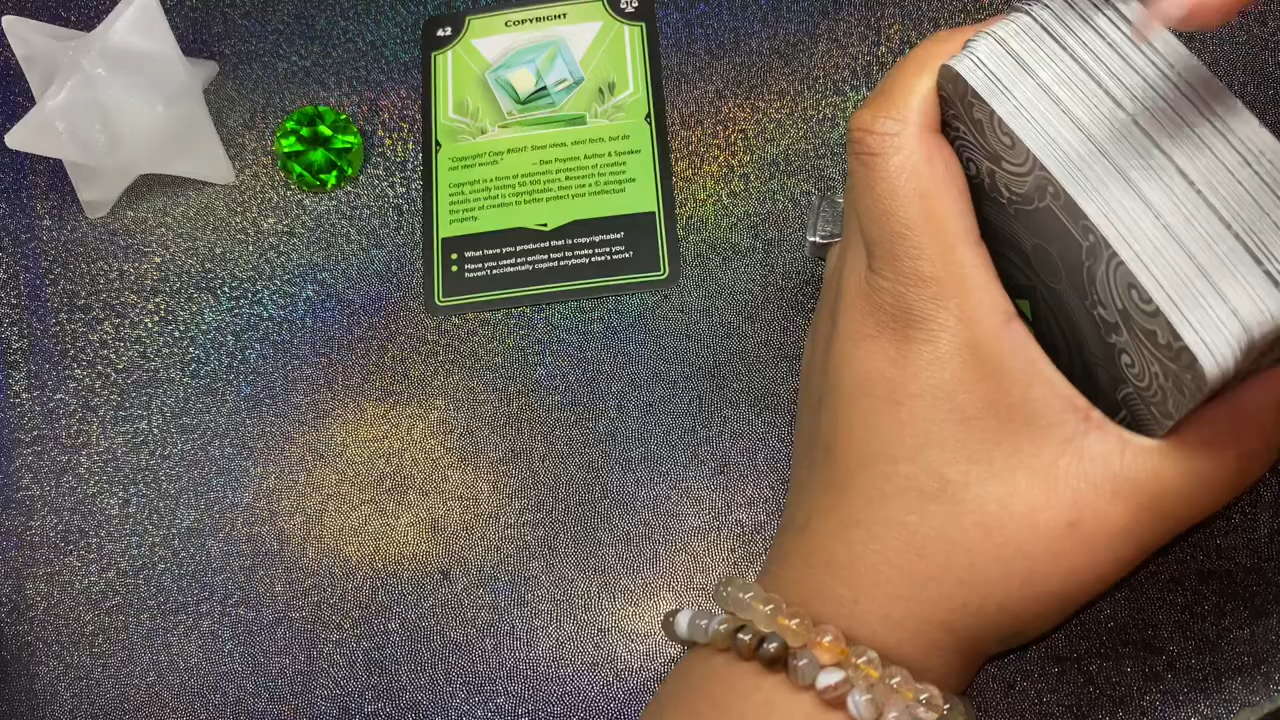 42
COPYRIGHT
"Copyright? Copy RIGHT: Steal ideas, steal facts, but do
not steal words."
— Dan Poynter, Author & Speaker
Copyright is a form of automatic protection of creative
work, usually lasting 50-100 years. Research for more
details on what is copyrightable, then use a © alongside
the year of creation to better protect your intellectual
property.
What have you produced that is copyrightable?
Have you used an online tool to make sure you
haven't accidentally copied anybody else's work?